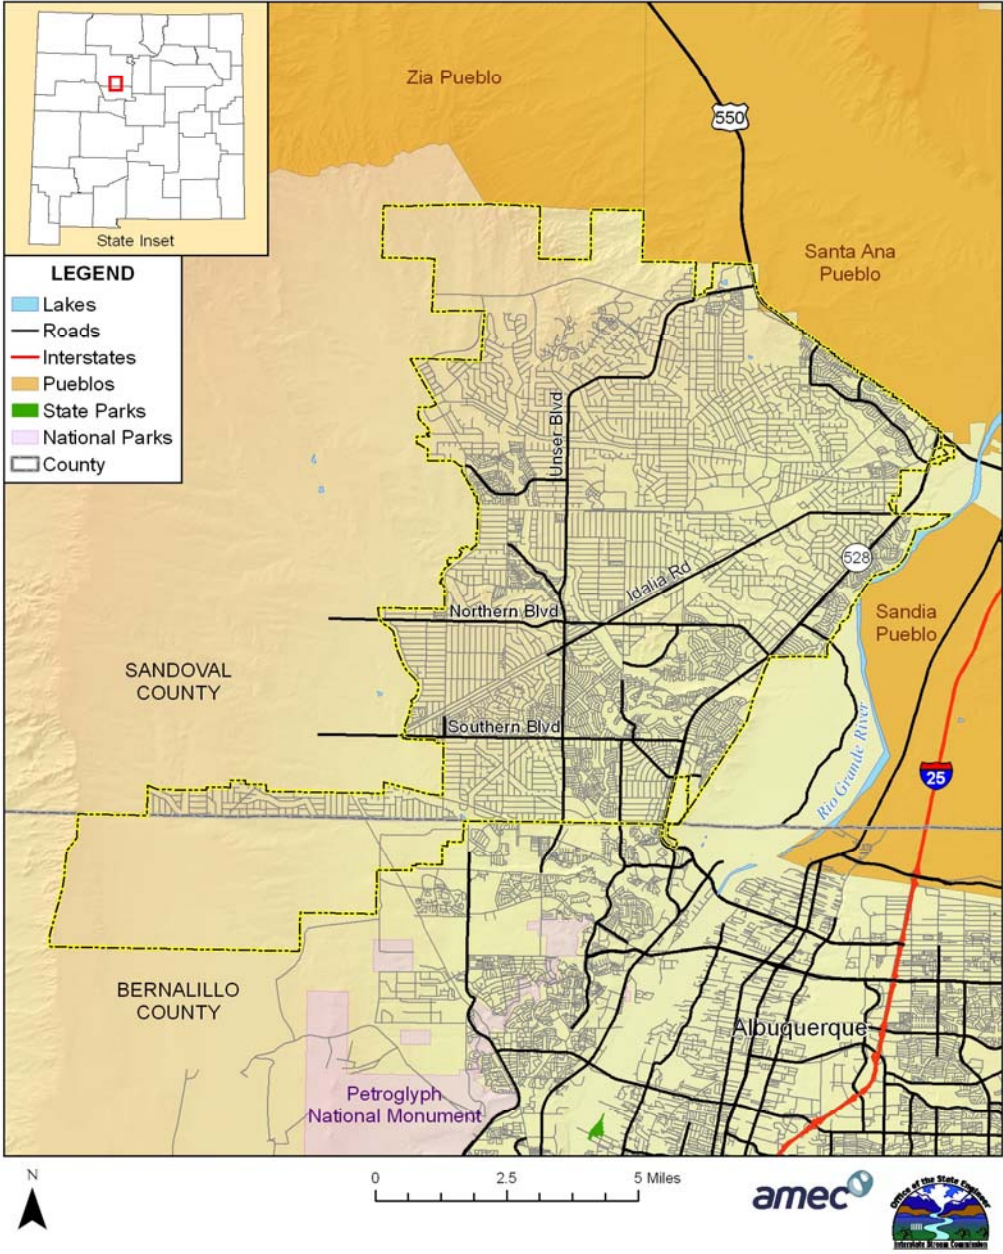 Zia Pueblo
550
State Inset
Santa Ana
Pueblo
LEGEND
Lakes
Roads
Interstates
Pueblos
State Parks
National Parks
County
Unser Blvd
528
Idalia Rd
Northern Blvd
Sandia
Pueblo
SANDOVAL
COUNTY
Southern Blvd
Rio Grande River
25
BERNALILLO
COUNTY
Albuquerque
Petroglyph
National Monument
N
0 2.5 5 Miles
amec
Office of the State Engineer
Interstate Stream Commission